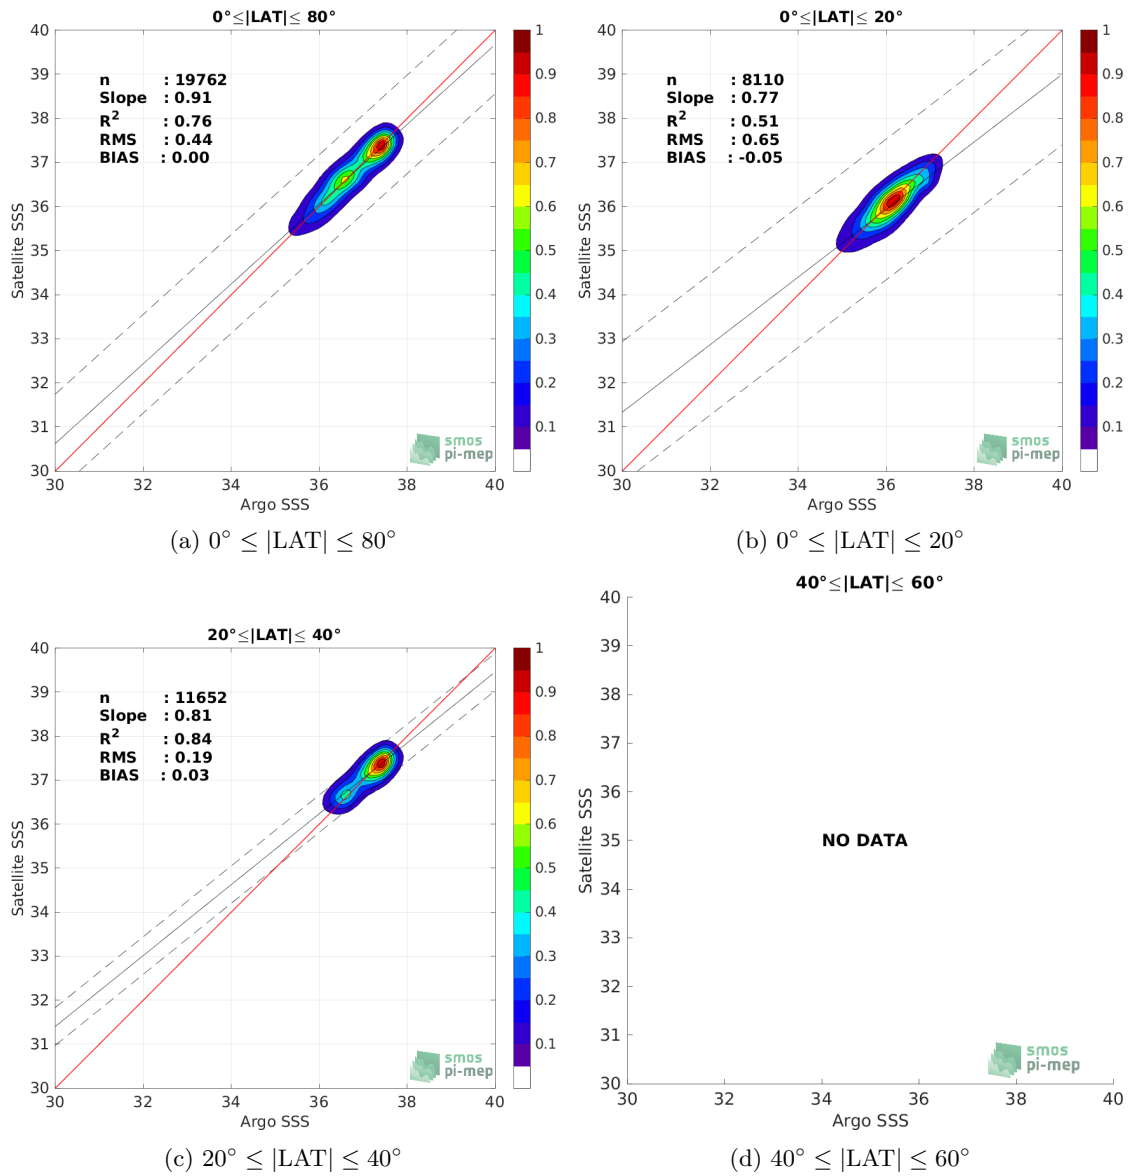 0°≤|LAT|≤ 80°
40
39
38
37
36
35
34
33
32
31
30
Satellite SSS
n : 19762
Slope : 0.91
R² : 0.76
RMS : 0.44
BIAS : 0.00
30 32 34 36 38 40
Argo SSS
1
0.9
0.8
0.7
0.6
0.5
0.4
0.3
0.2
0.1
smos
pi-mep
(a) 0° ≤ |LAT| ≤ 80°
0°≤|LAT|≤ 20°
40
39
38
37
36
35
34
33
32
31
30
Satellite SSS
n : 8110
Slope : 0.77
R² : 0.51
RMS : 0.65
BIAS : -0.05
30 32 34 36 38 40
Argo SSS
1
0.9
0.8
0.7
0.6
0.5
0.4
0.3
0.2
0.1
smos
pi-mep
(b) 0° ≤ |LAT| ≤ 20°
20°≤|LAT|≤ 40°
40
39
38
37
36
35
34
33
32
31
30
Satellite SSS
n : 11652
Slope : 0.81
R² : 0.84
RMS : 0.19
BIAS : 0.03
30 32 34 36 38 40
Argo SSS
1
0.9
0.8
0.7
0.6
0.5
0.4
0.3
0.2
0.1
smos
pi-mep
(c) 20° ≤ |LAT| ≤ 40°
40°≤|LAT|≤ 60°
40
39
38
37
36
35
34
33
32
31
30
Satellite SSS
NO DATA
30 32 34 36 38 40
Argo SSS
smos
pi-mep
(d) 40° ≤ |LAT| ≤ 60°